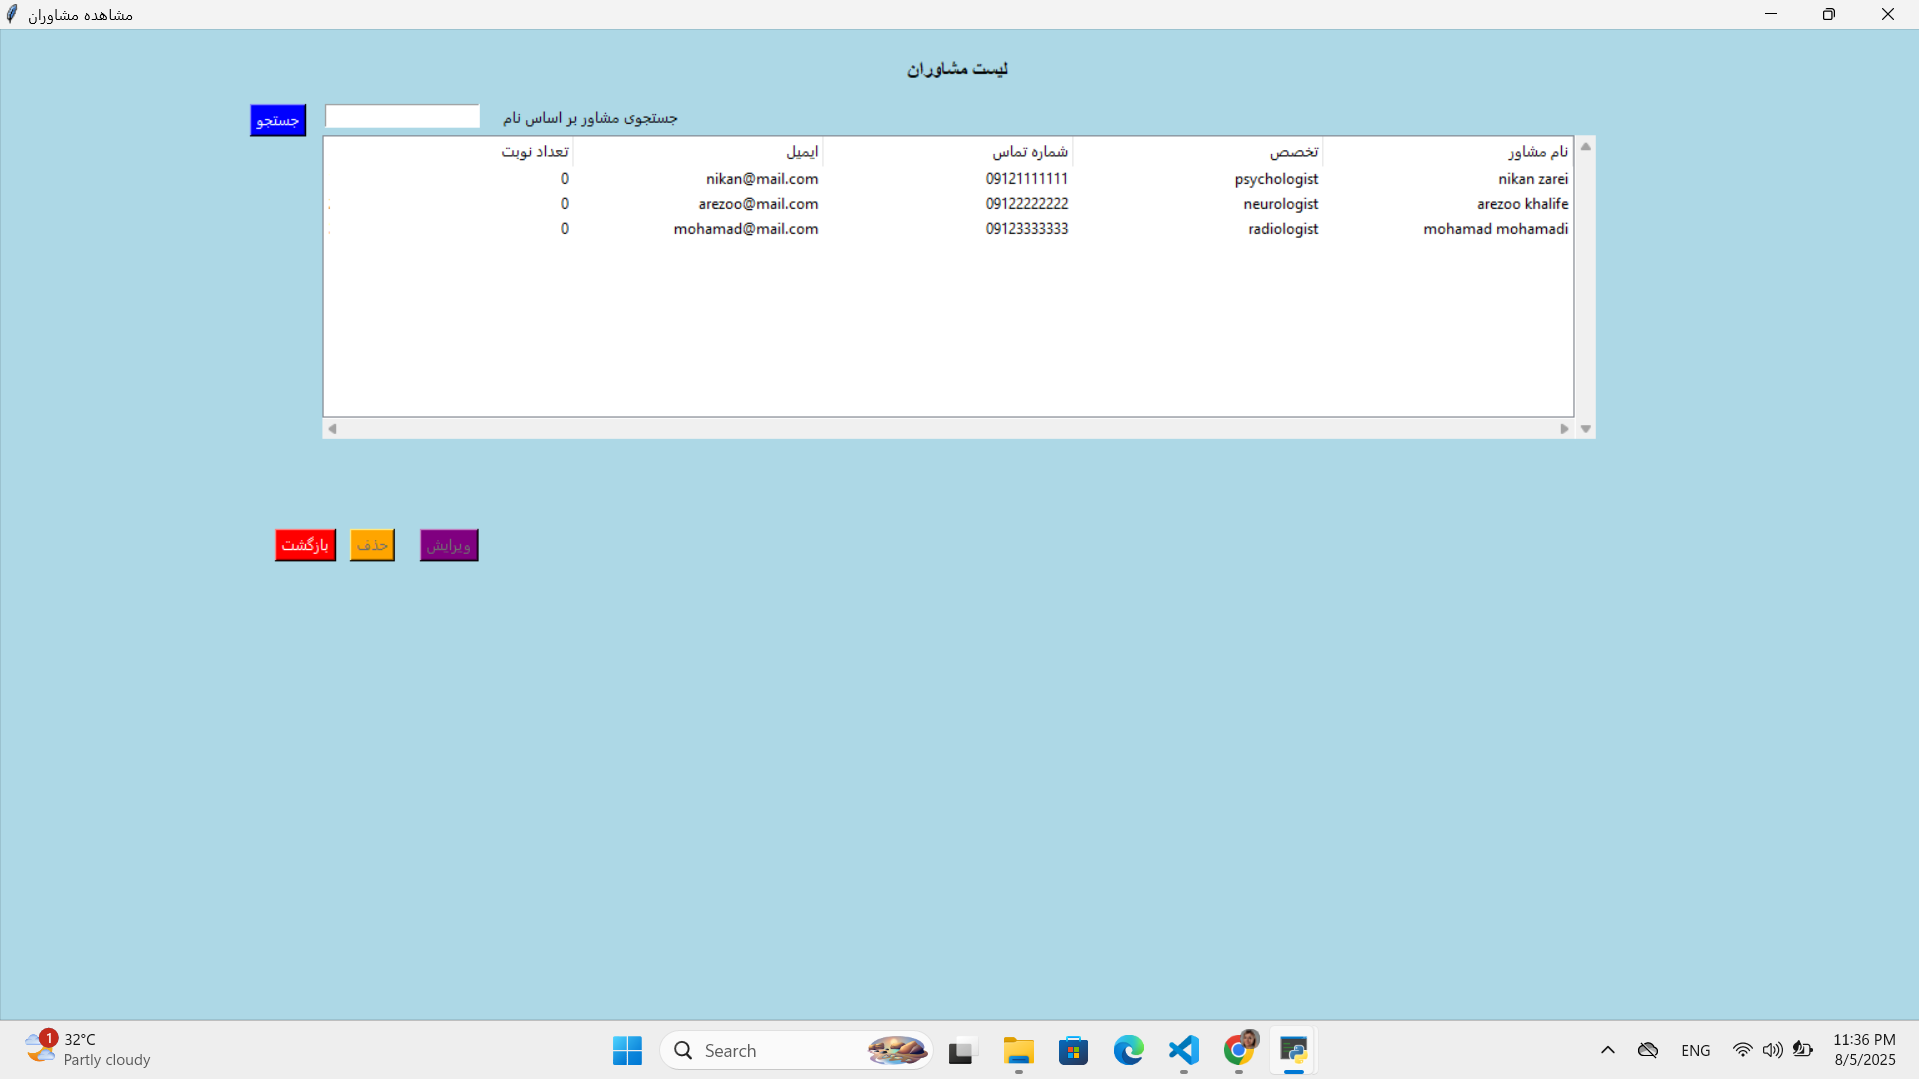 مشاهده مشاوران
لیست مشاوران
جستجوی مشاور بر اساس نام جستجو
نام مشاور تخصص شماره تماس ایمیل تعداد نوبت
nikan zarei psychologist 09121111111 nikan@mail.com 0
arezoo khalife neurologist 09122222222 arezoo@mail.com 0
mohamad mohamadi radiologist 09123333333 mohamad@mail.com 0
ویرایش حذف بازگشت
1 32°C
Partly cloudy
Search
ENG
11:36 PM
8/5/2025